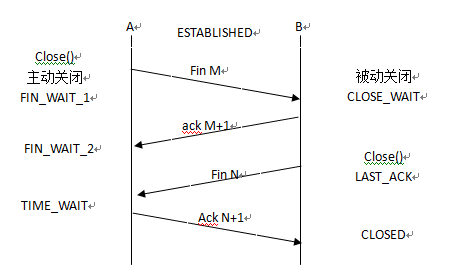 A
B
ESTABLISHED
Close()
主动关闭
FIN_WAIT_1
Fin M
被动关闭
CLOSE_WAIT
ack M+1
FIN_WAIT_2
Close()
LAST_ACK
Fin N
TIME_WAIT
Ack N+1
CLOSED